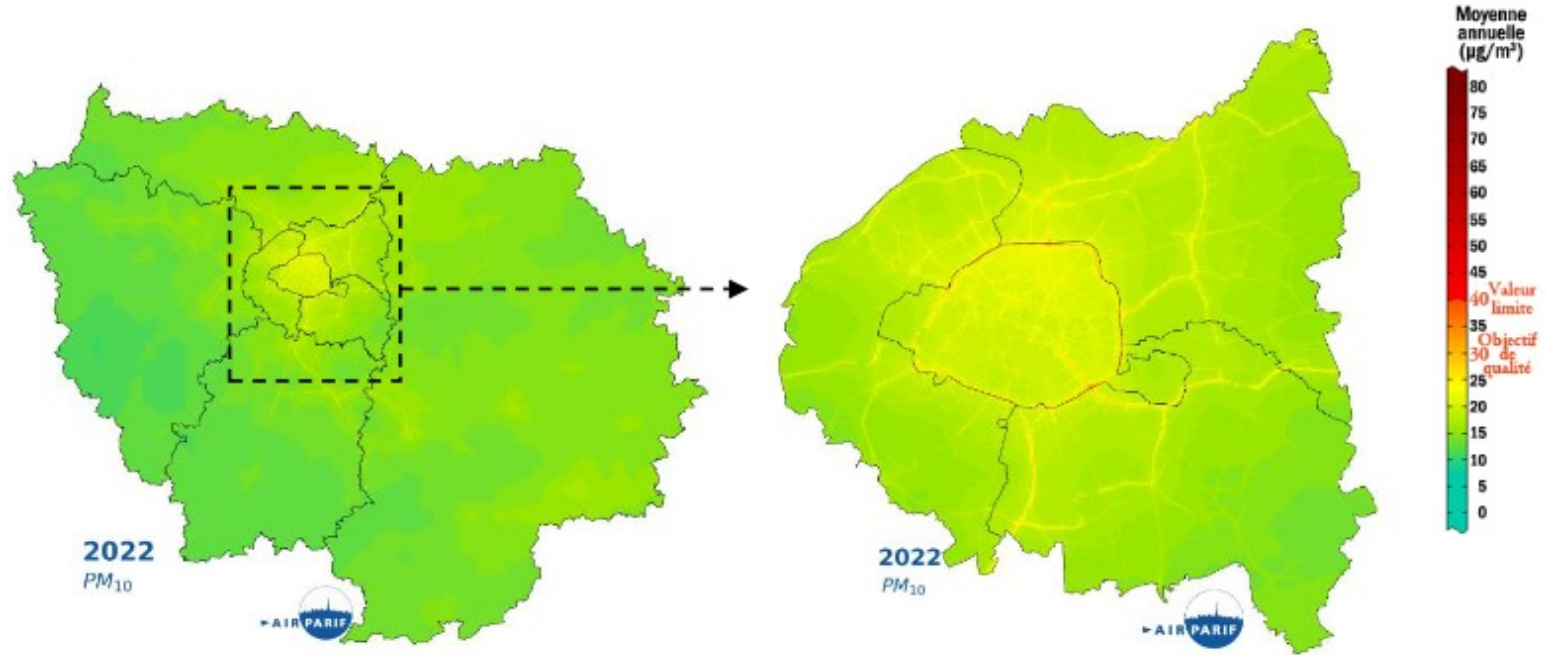 Moyenne
annuelle
(µg/m³)
80
75
70
65
60
55
50
45
40 Valeur limite
35
30 Objectif de qualité
25
20
15
10
5
0
2022
PM10
AIRPARIF
2022
PM10
AIRPARIF